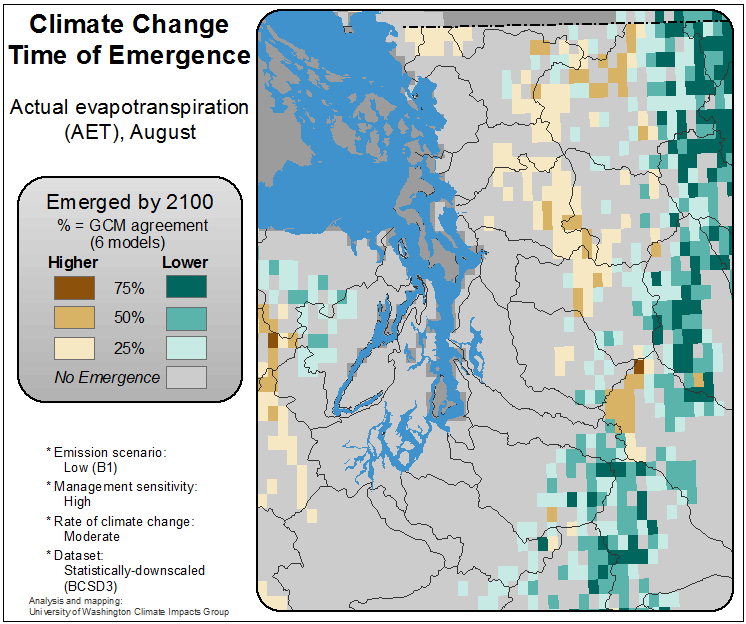 Climate Change
Time of Emergence
Actual evapotranspiration
(AET), August
Emerged by 2100
% = GCM agreement
(6 models)
Higher Lower
75%
50%
25%
No Emergence
* Emission scenario:
Low (B1)
* Management sensitivity:
High
* Rate of climate change:
Moderate
* Dataset:
Statistically-downscaled
(BCSD3)
Analysis and mapping:
University of Washington Climate Impacts Group